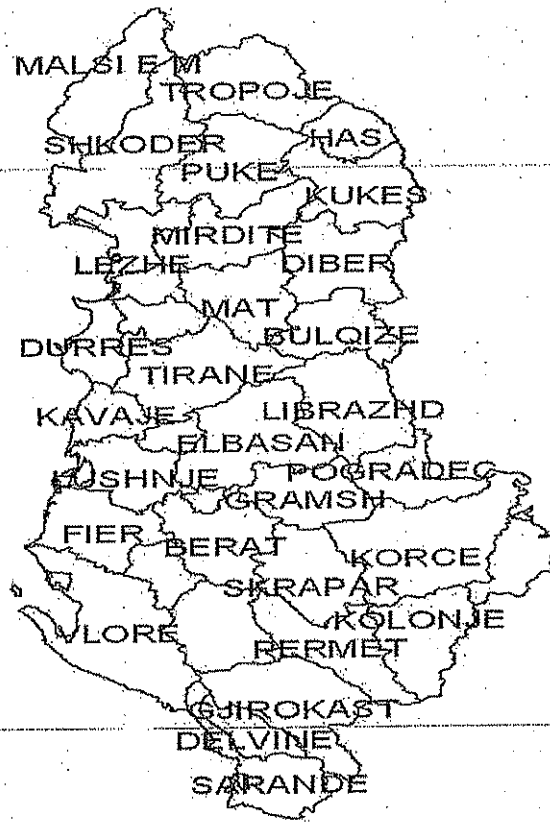 MALSI E M
TROPOJE
SHKODER
HAS
PUKE
KUKES
MIRDITE
LEZHE
DIBER
MAT
BULQIZE
DURRES
TIRANE
KAVAJE
LIBRAZHD
ELBASAN
POGRADEC
LUSHNJE
GRAMSH
FIER
BERAT
KORCE
SKRAPAR
KOLONJE
VLORE
PERMET
GJIROKAST
DELVINE
SARANDE